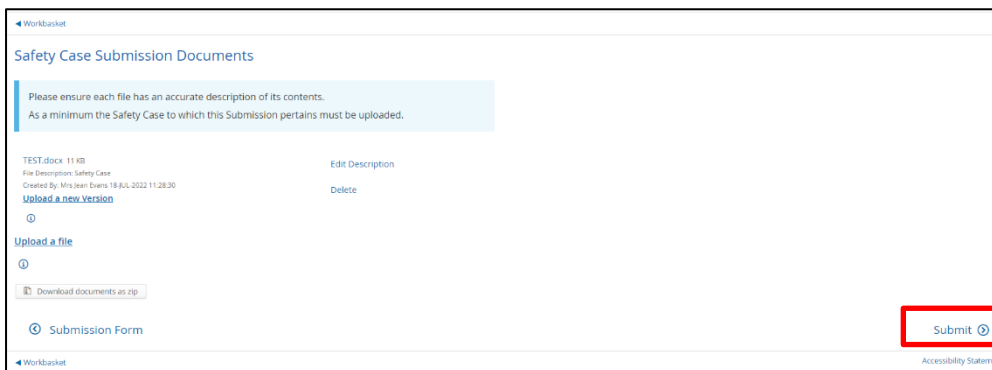 Workbasket
Safety Case Submission Documents
Please ensure each file has an accurate description of its contents.
As a minimum the Safety Case to which this Submission pertains must be uploaded.
TEST.docx 11 KB
Edit Description
File Description: Safety Case
Created By: Mrs Jean Evans 18-JUL-2022 11:28:30
Delete
Upload a new Version
Upload a file
Download documents as zip
Submission Form
Submit
Workbasket
Accessibility Statem